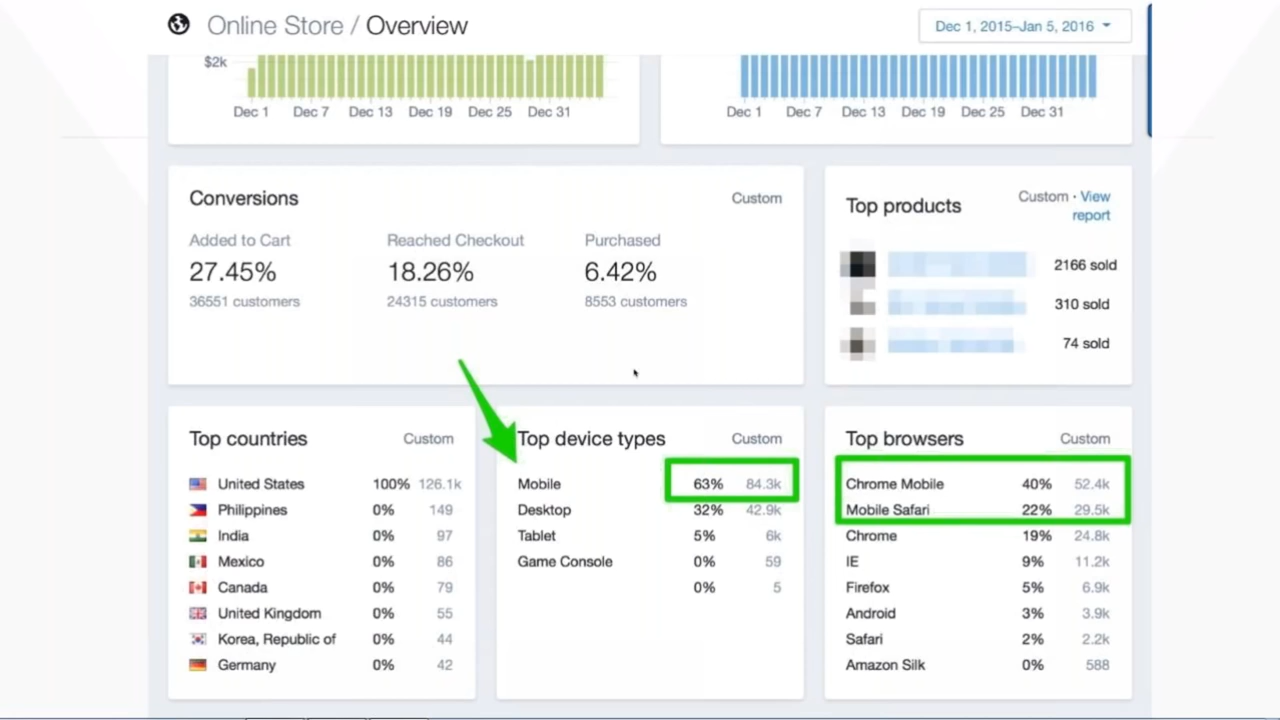 Online Store / Overview
Dec 1, 2015–Jan 5, 2016
$2k
Dec 1 Dec 7 Dec 13 Dec 19 Dec 25 Dec 31
Dec 1 Dec 7 Dec 13 Dec 19 Dec 25 Dec 31
Conversions Custom
Added to Cart Reached Checkout Purchased
27.45% 18.26% 6.42%
36551 customers 24315 customers 8553 customers
Top products Custom · View report
2166 sold
310 sold
74 sold
Top countries Custom
United States 100% 126.1k
Philippines 0% 149
India 0% 97
Mexico 0% 86
Canada 0% 79
United Kingdom 0% 55
Korea, Republic of 0% 44
Germany 0% 42
Top device types Custom
Mobile 63% 84.3k
Desktop 32% 42.9k
Tablet 5% 6k
Game Console 0% 59
0% 5
Top browsers Custom
Chrome Mobile 40% 52.4k
Mobile Safari 22% 29.5k
Chrome 19% 24.8k
IE 9% 11.2k
Firefox 5% 6.9k
Android 3% 3.9k
Safari 2% 2.2k
Amazon Silk 0% 588